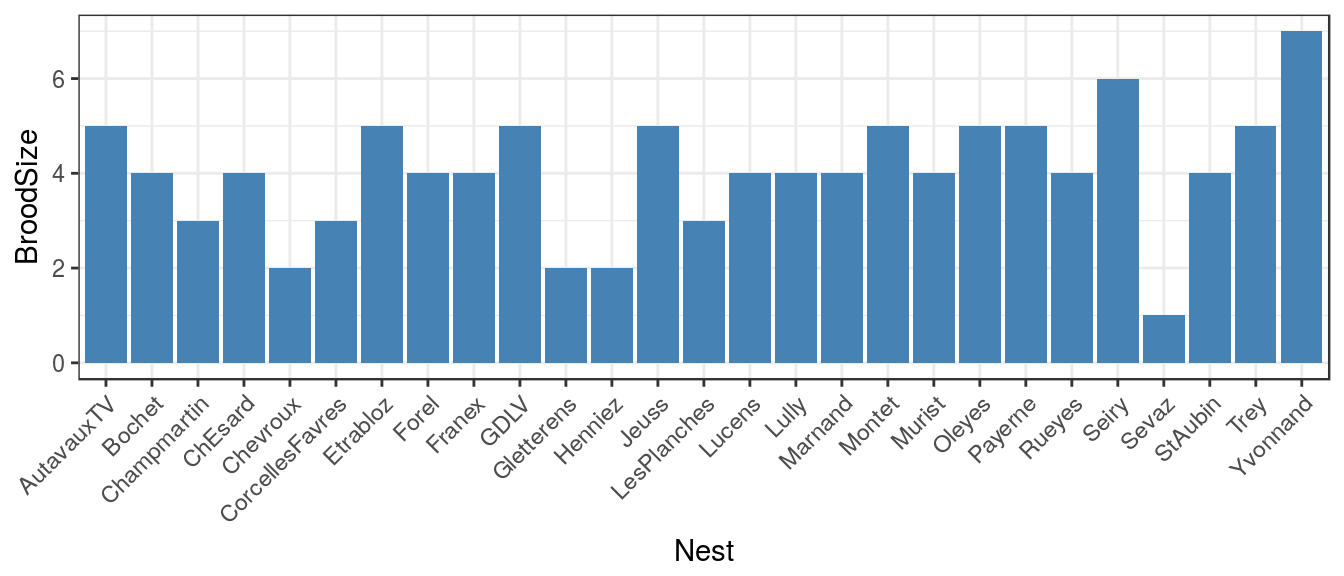 BroodSize
6
4
2
0
AutavauxTV
Bochet
Champmartin
ChEsard
Chevroux
CorcellesFavres
Etrabloz
Forel
Franex
GDLV
Gletterens
Henniez
Jeuss
LesPlanches
Lucens
Lully
Marnand
Montet
Murist
Oleyes
Payerne
Rueyes
Seiry
Sevaz
StAubin
Trey
Yvonnand
Nest